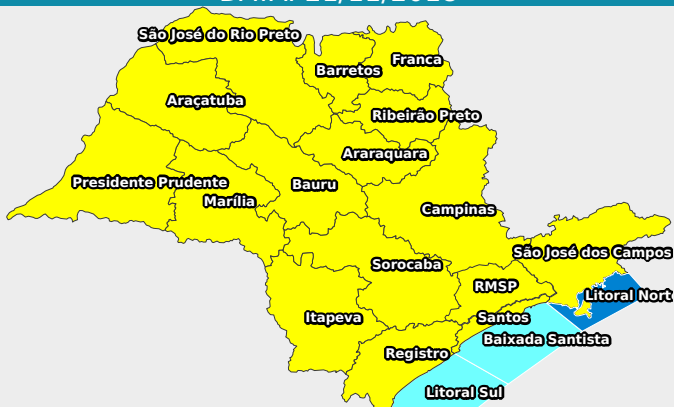 São José do Rio Preto
Franca
Barretos
Araçatuba
Ribeirão Preto
Araraquara
Presidente Prudente
Bauru
Marília
Campinas
São José dos Campos
Sorocaba
RMSP
Litoral Nort
Itapeva
Santos
Baixada Santista
Registro
Litoral Sul